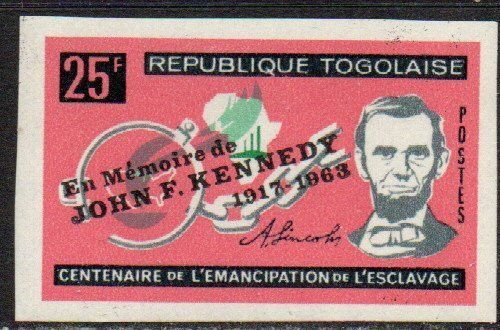 25F
REPUBLIQUE TOGOLAISE
En Mémoire de
JOHN F. KENNEDY
1917-1963
POSTES
A. Lincoln
CENTENAIRE DE L'EMANCIPATION DE L'ESCLAVAGE